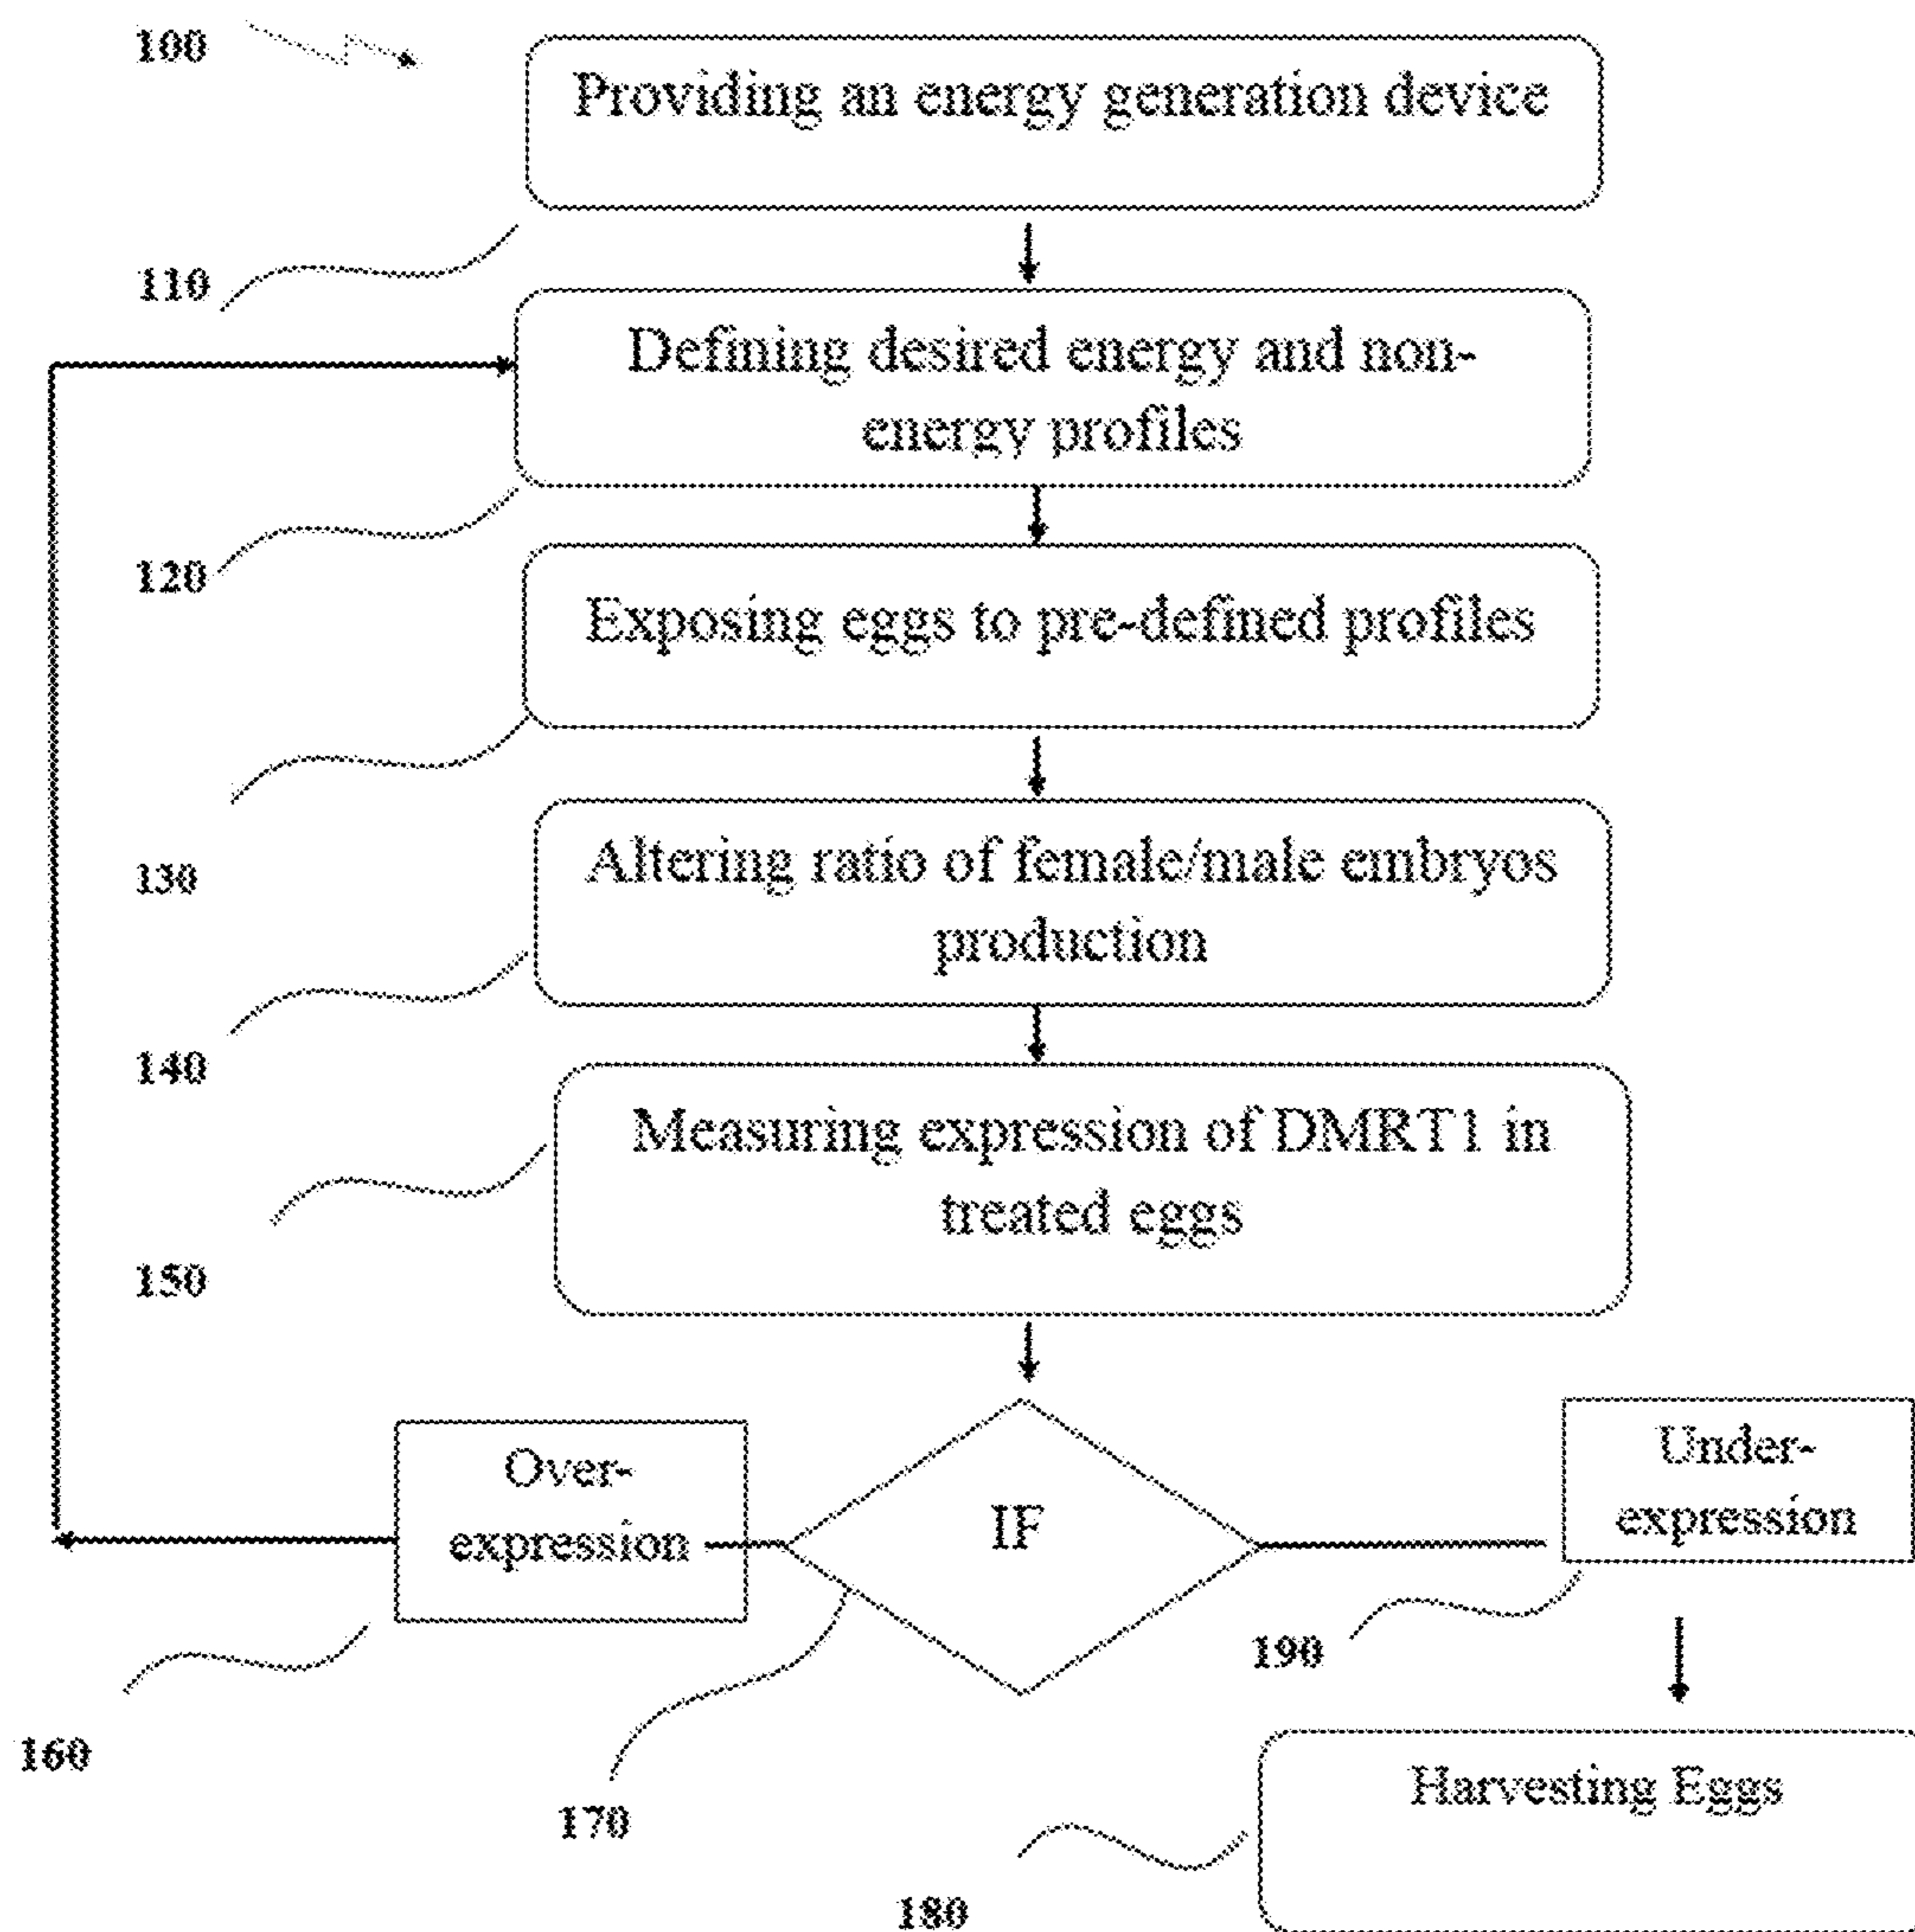 100
Providing an energy generation device
110
Defining desired energy and non-
energy profiles
120
Exposing eggs to pre-defined profiles
130
Altering ratio of female/male embryos
production
140
Measuring expression of DMRT1 in
treated eggs
150
Over-
expression
IF
Under-
expression
160
170
190
Harvesting Eggs
180